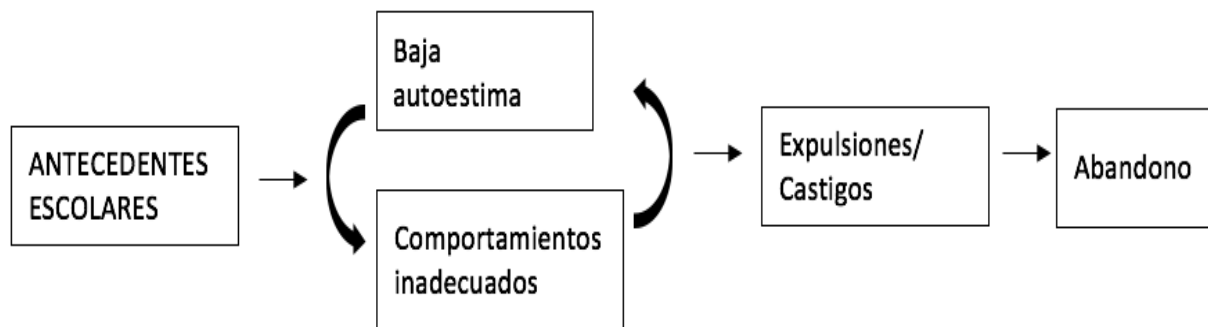 ANTECEDENTES
ESCOLARES
Baja
autoestima
Comportamientos
inadecuados
Expulsiones/
Castigos
Abandono